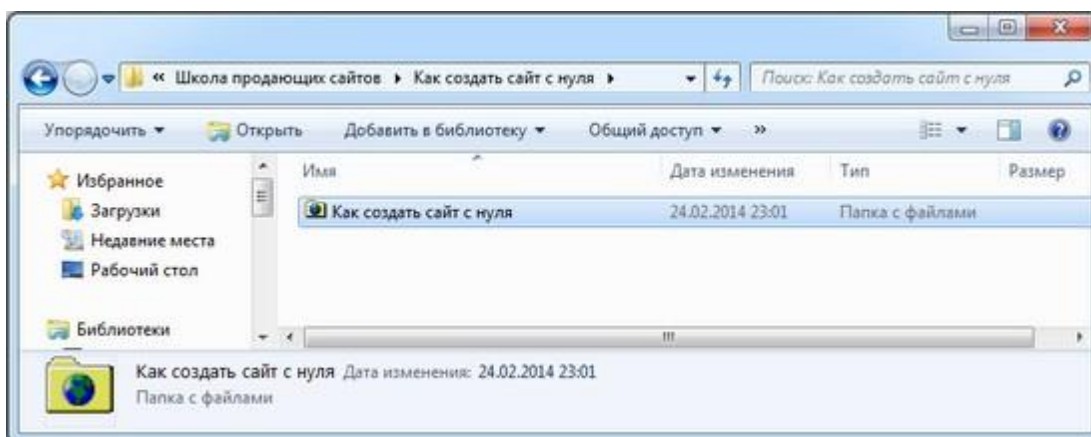 « Школа продающих сайтов ▸ Как создать сайт с нуля ▸ Поиск: Как создать сайт с нуля
Упорядочить Открыть Добавить в библиотеку Общий доступ »
Имя Дата изменения Тип Размер
Избранное
Как создать сайт с нуля 24.02.2014 23:01 Папка с файлами
Загрузки
Недавние места
Рабочий стол
Библиотеки
Как создать сайт с нуля Дата изменения: 24.02.2014 23:01
Папка с файлами